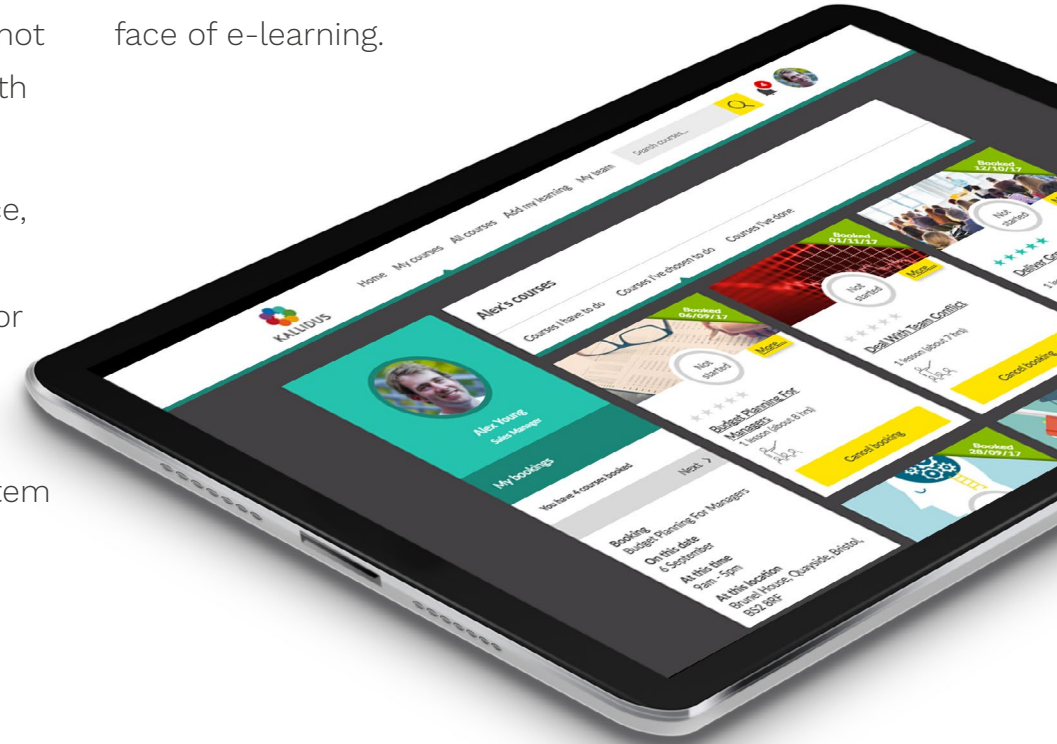 not
th
ce,
or
tem
face of e-learning.
KALLIDUS
Home My courses All courses Add my learning My team
Search courses...
4
Alex Young
Sales Manager
My bookings
You have 4 courses booked
Next >
Booking
Budget Planning For Managers
On this date
6 September
At this time
9am - 5pm
At this location
Brunel House, Quayside, Bristol,
BS2 8RF
Alex's courses
Courses I have to do Courses I've chosen to do Courses I've done
Booked
06/09/17
Not
started
More...
Budget Planning For
Managers
1 lesson (about 8 hrs)
Cancel booking
Booked
01/11/17
Not
started
More...
Deal With Team Conflict
1 lesson (about 7 hrs)
Cancel booking
Booked
12/10/17
Not
started
Deliver
Booked
28/09/17